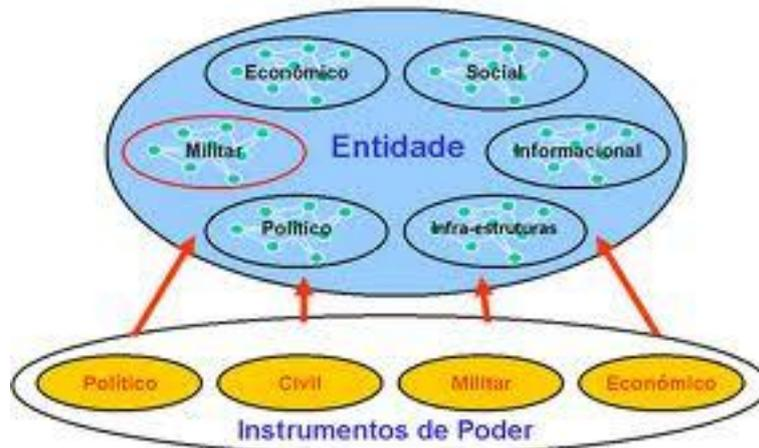 Económico
Social
Militar
Entidade
Informacional
Político
Infra-estruturas
Político
Civil
Militar
Económico
Instrumentos de Poder